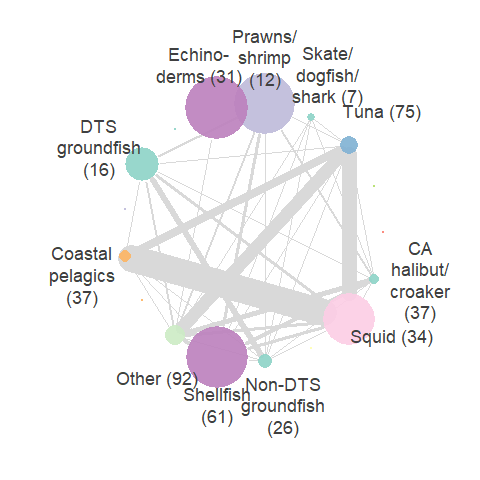 Prawns/
shrimp
(12)
Echino-
derms (31)
Skate/
dogfish/
shark (7)
Tuna (75)
DTS
groundfish
(16)
CA
halibut/
croaker
(37)
Coastal
pelagics
(37)
Squid (34)
Other (92)
Shellfish
(61)
Non-DTS
groundfish
(26)